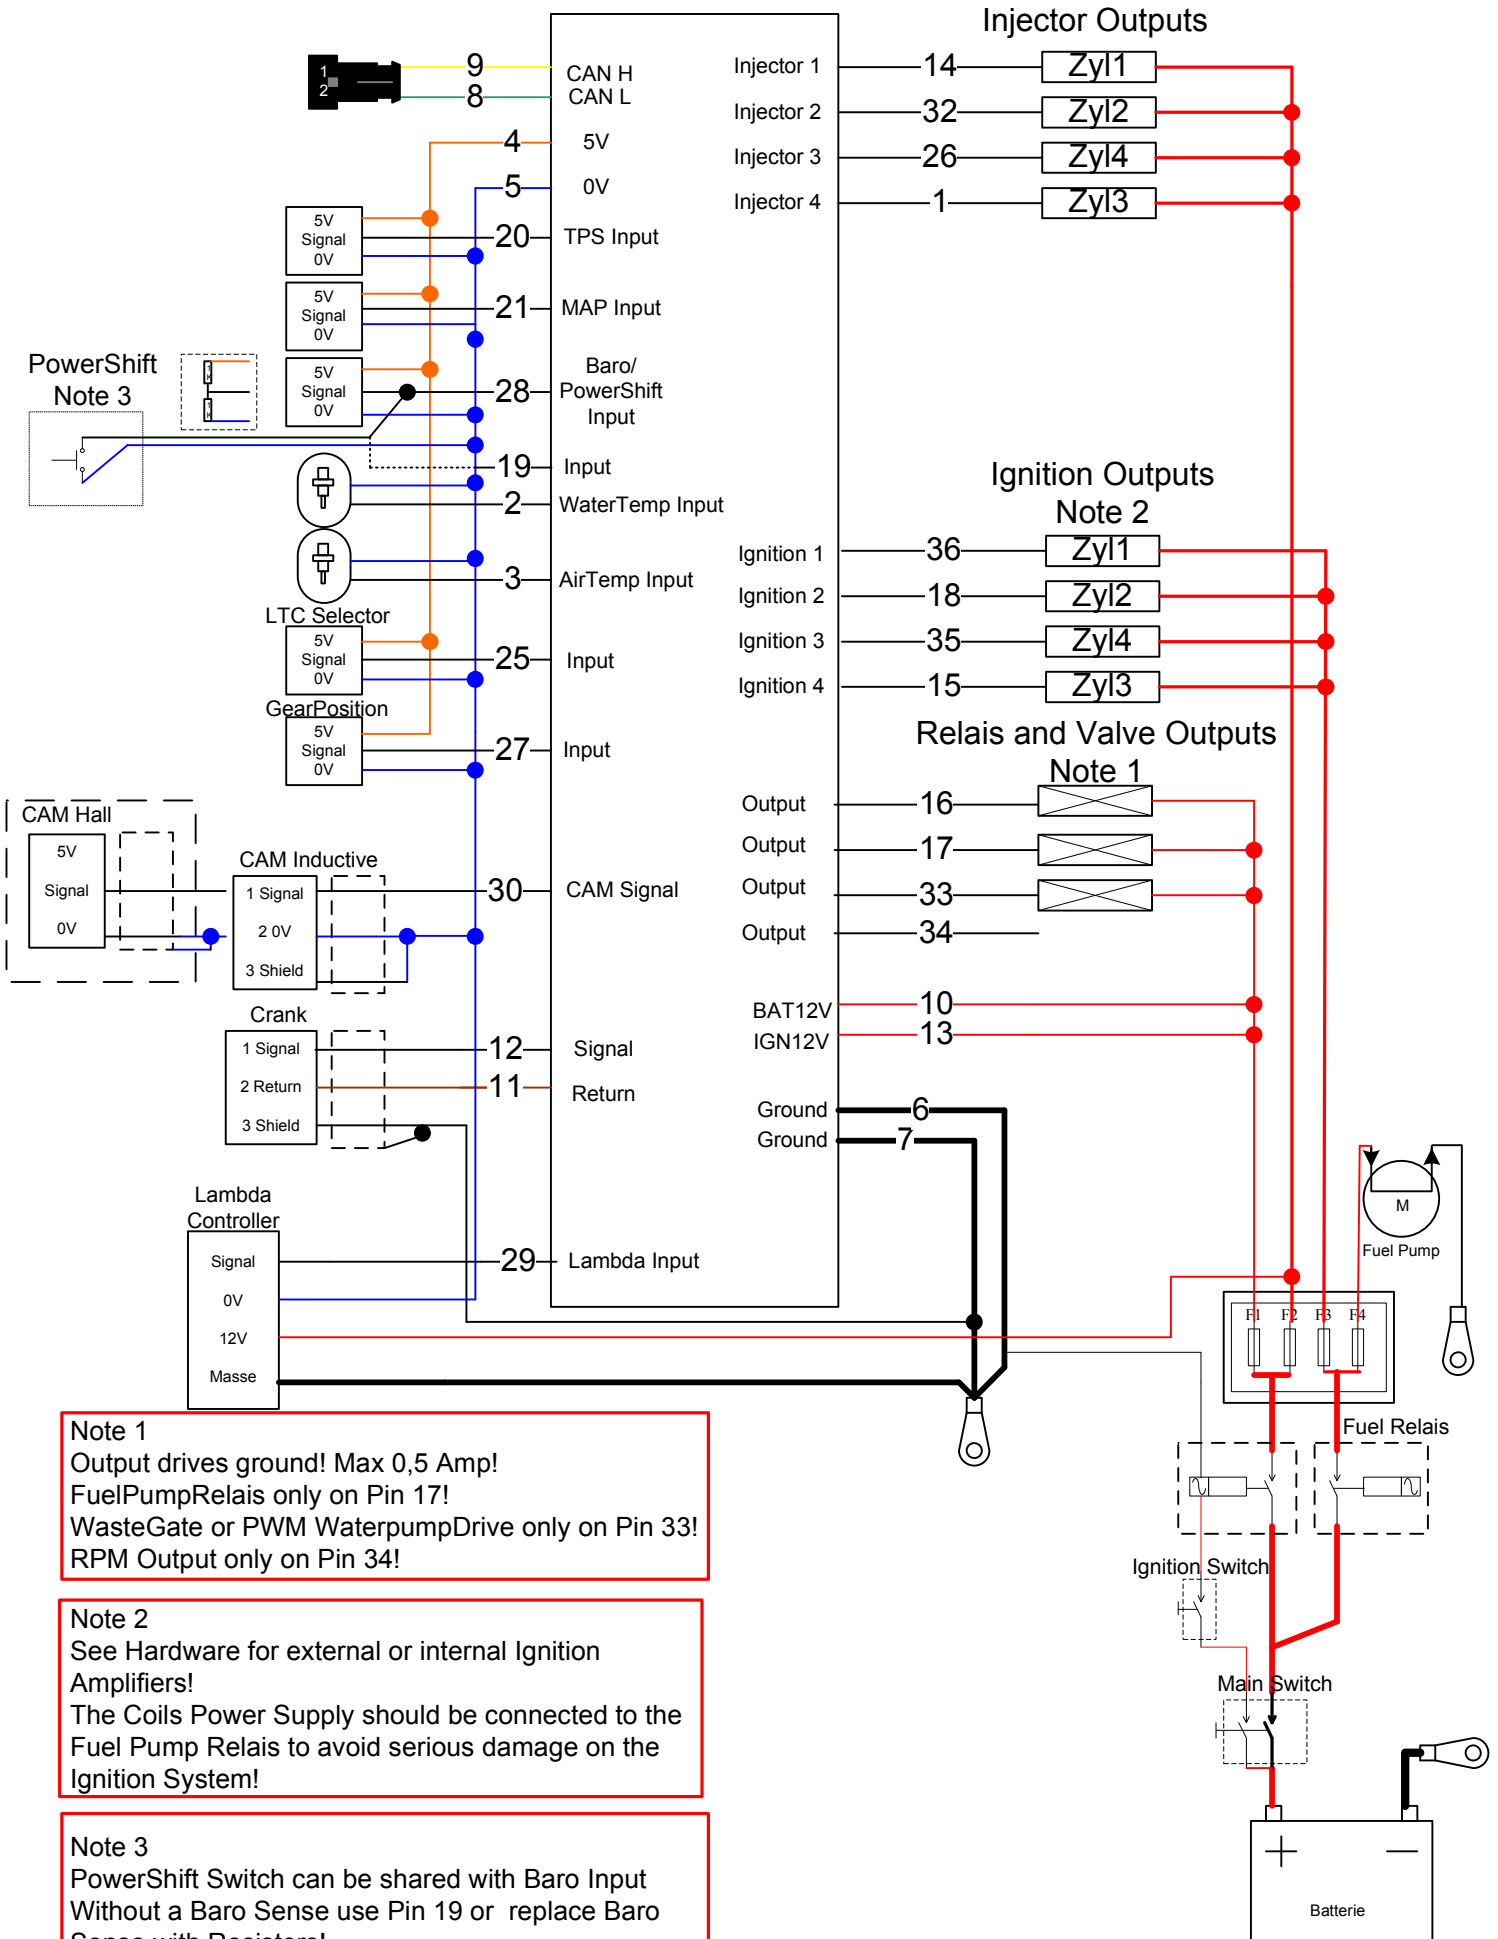 Injector Outputs
1
2
9
8
CAN H
CAN L
Injector 1
14
Zyl1
Injector 2
32
Zyl2
4
5V
Injector 3
26
Zyl4
5
0V
Injector 4
1
Zyl3
5V
Signal
0V
20
TPS Input
5V
Signal
0V
21
MAP Input
PowerShift
Note 3
1
K
1
K
5V
Signal
0V
28
Baro/
PowerShift
Input
19
Input
2
WaterTemp Input
3
AirTemp Input
Ignition Outputs
Note 2
Ignition 1
36
Zyl1
Ignition 2
18
Zyl2
Ignition 3
35
Zyl4
Ignition 4
15
Zyl3
LTC Selector
5V
Signal
0V
25
Input
GearPosition
5V
Signal
0V
27
Input
Relais and Valve Outputs
Note 1
Output
16
Output
17
Output
33
Output
34
CAM Hall
5V
Signal
0V
CAM Inductive
1 Signal
2 0V
3 Shield
30
CAM Signal
BAT12V
10
IGN12V
13
Crank
1 Signal
2 Return
3 Shield
12
Signal
11
Return
Ground
6
Ground
7
M
Fuel Pump
Lambda
Controller
Signal
0V
12V
Masse
29
Lambda Input
F1
F2
F3
F4
Fuel Relais
Ignition Switch
Main Switch
Batterie
Note 1
Output drives ground! Max 0,5 Amp!
FuelPumpRelais only on Pin 17!
WasteGate or PWM WaterpumpDrive only on Pin 33!
RPM Output only on Pin 34!
Note 2
See Hardware for external or internal Ignition
Amplifiers!
The Coils Power Supply should be connected to the
Fuel Pump Relais to avoid serious damage on the
Ignition System!
Note 3
PowerShift Switch can be shared with Baro Input
Without a Baro Sense use Pin 19 or replace Baro
Sense with Resistors!